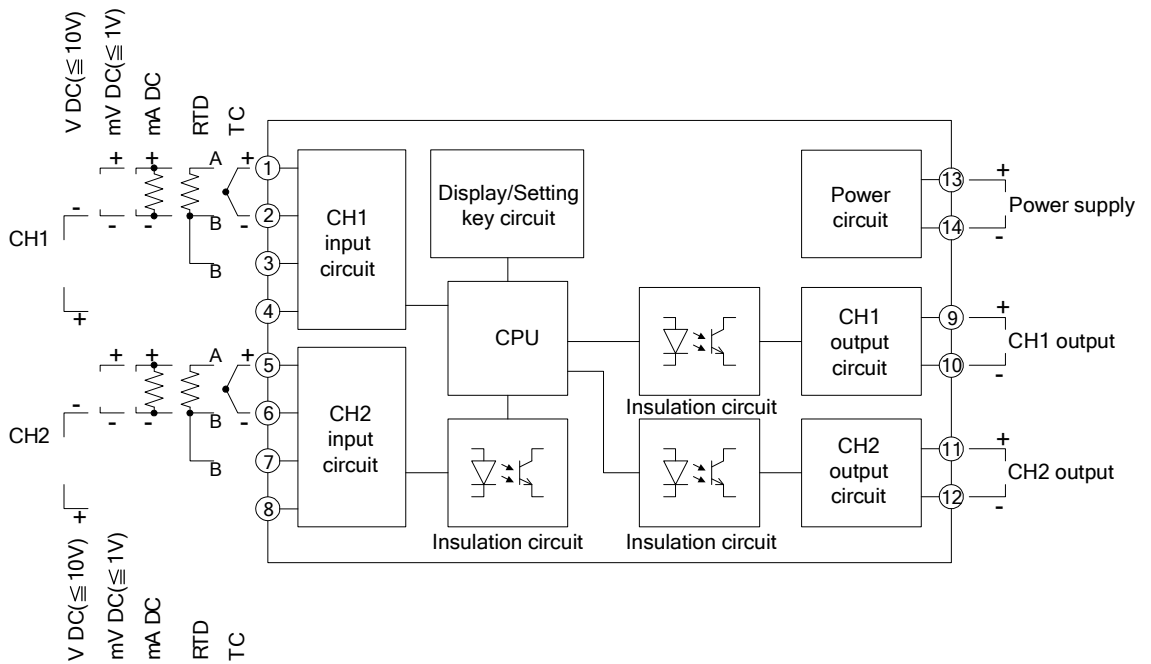 V DC(≦10V)
mV DC(≦1V)
mA DC
RTD
TC
CH1
-
+
+
-
+
-
A
B
B
+
-
1
2
3
4
CH1
input
circuit
Display/Setting
key circuit
Power
circuit
13
14
+
-
Power supply
CPU
Insulation circuit
CH1
output
circuit
9
10
+
-
CH1 output
CH2
-
+
+
-
+
-
A
B
B
+
-
5
6
7
8
CH2
input
circuit
Insulation circuit
Insulation circuit
CH2
output
circuit
11
12
+
-
CH2 output
V DC(≦10V)
mV DC(≦1V)
mA DC
RTD
TC